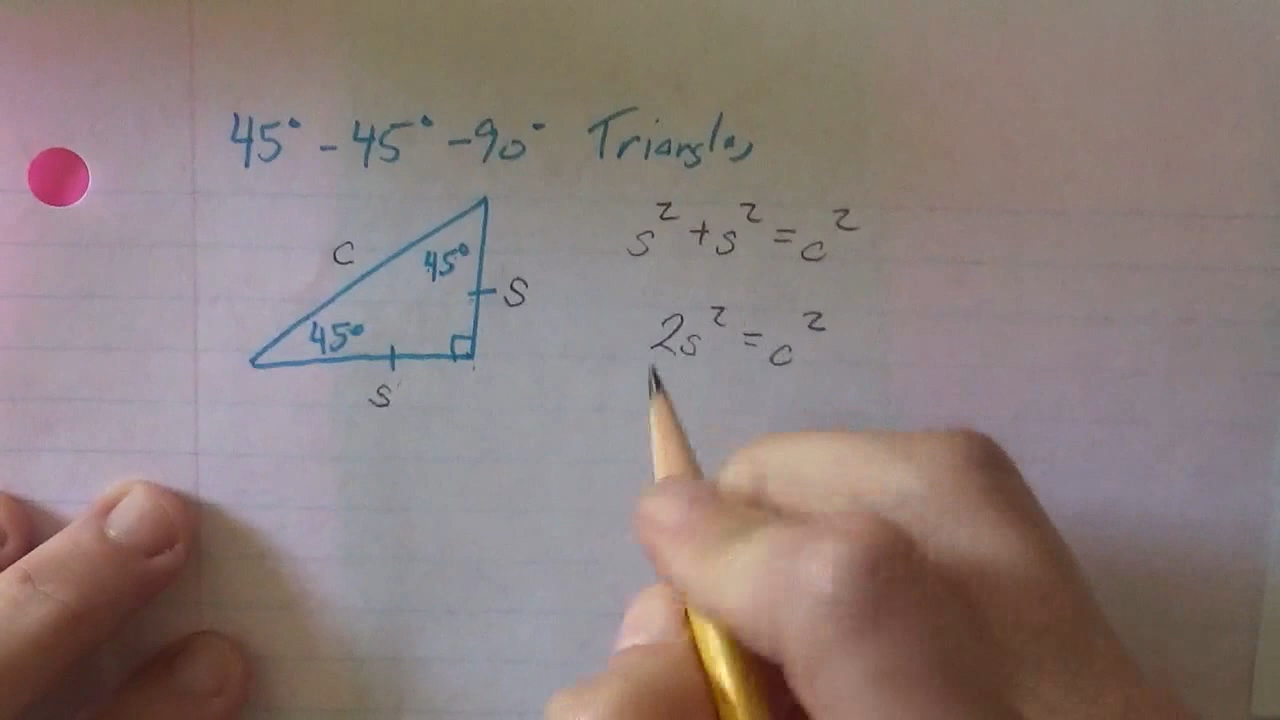 45° - 45° - 90° Triangles
s² + s² = c²
C
45°
S
45°
2s² = c²
S